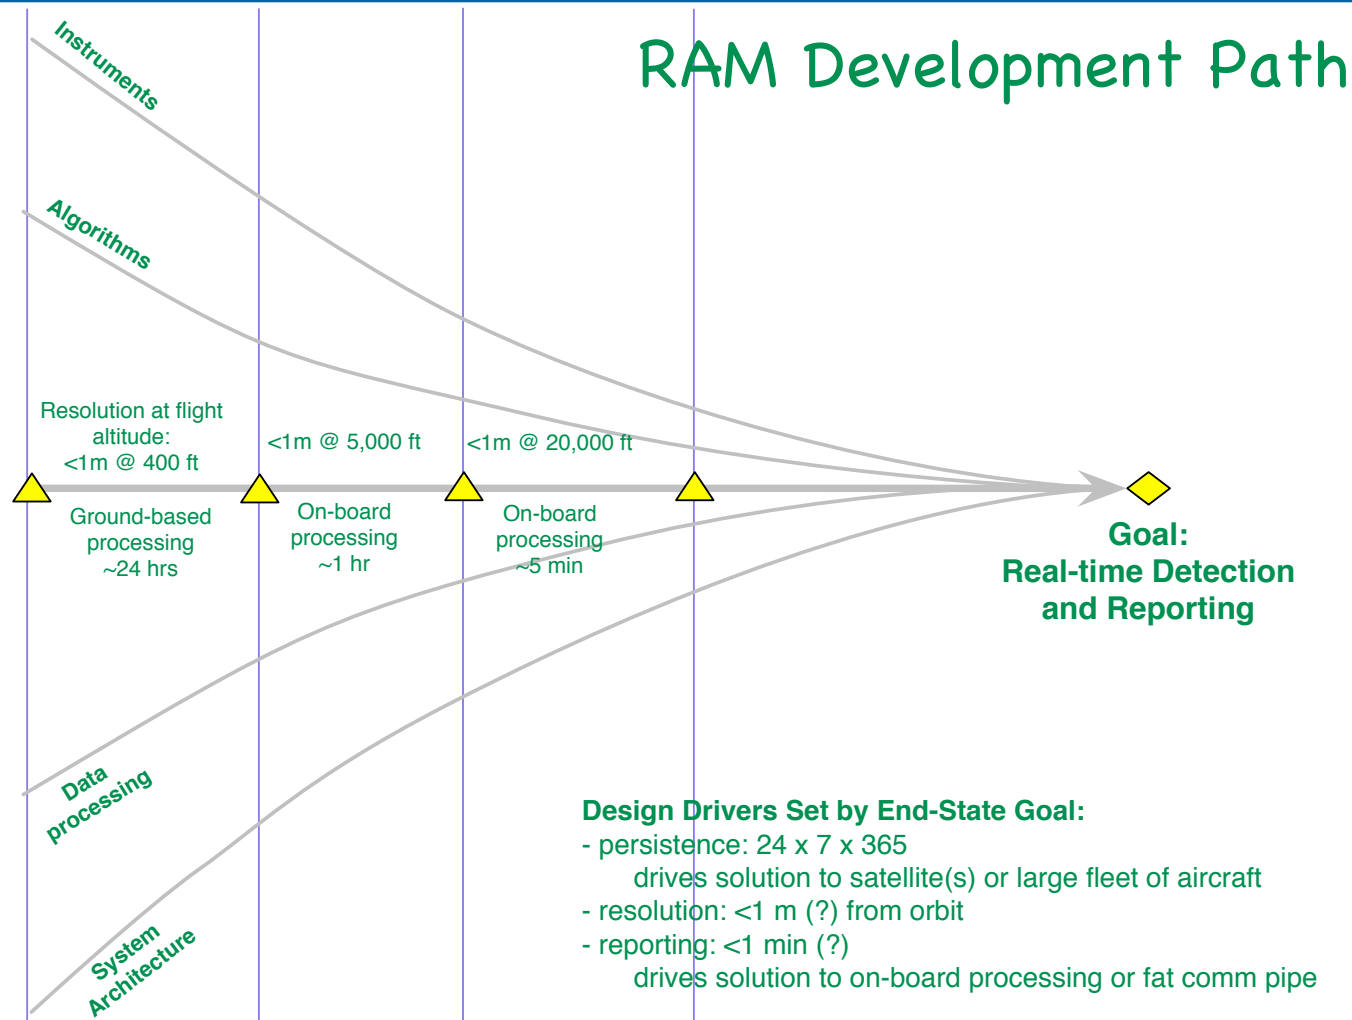 RAM Development Path
Instruments
Algorithms
Resolution at flight
altitude:
<1m @ 400 ft
<1m @ 5,000 ft
<1m @ 20,000 ft
Ground-based
processing
~24 hrs
On-board
processing
~1 hr
On-board
processing
~5 min
Goal:
Real-time Detection
and Reporting
Data
processing
System
Architecture
Design Drivers Set by End-State Goal:
- persistence: 24 x 7 x 365
drives solution to satellite(s) or large fleet of aircraft
- resolution: <1 m (?) from orbit
- reporting: <1 min (?)
drives solution to on-board processing or fat comm pipe